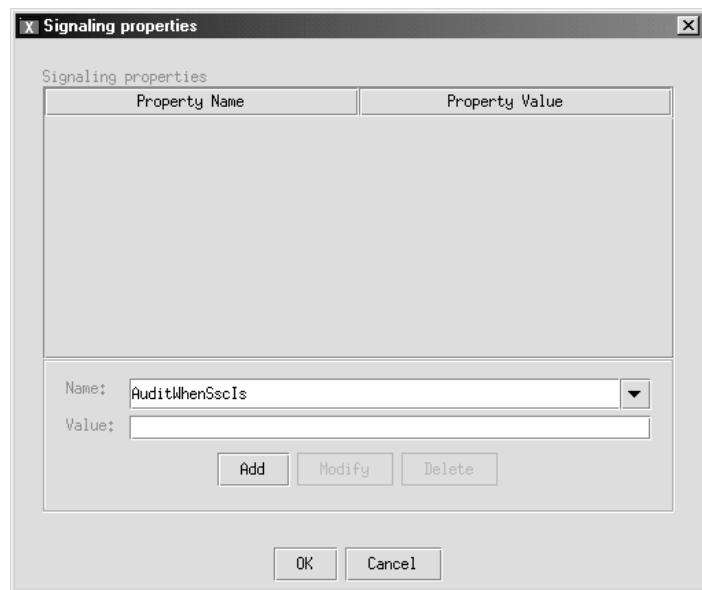 X Signaling properties
Signaling properties
Property Name Property Value
Name: AuditWhenSscIs
Value:
Add Modify Delete
OK Cancel